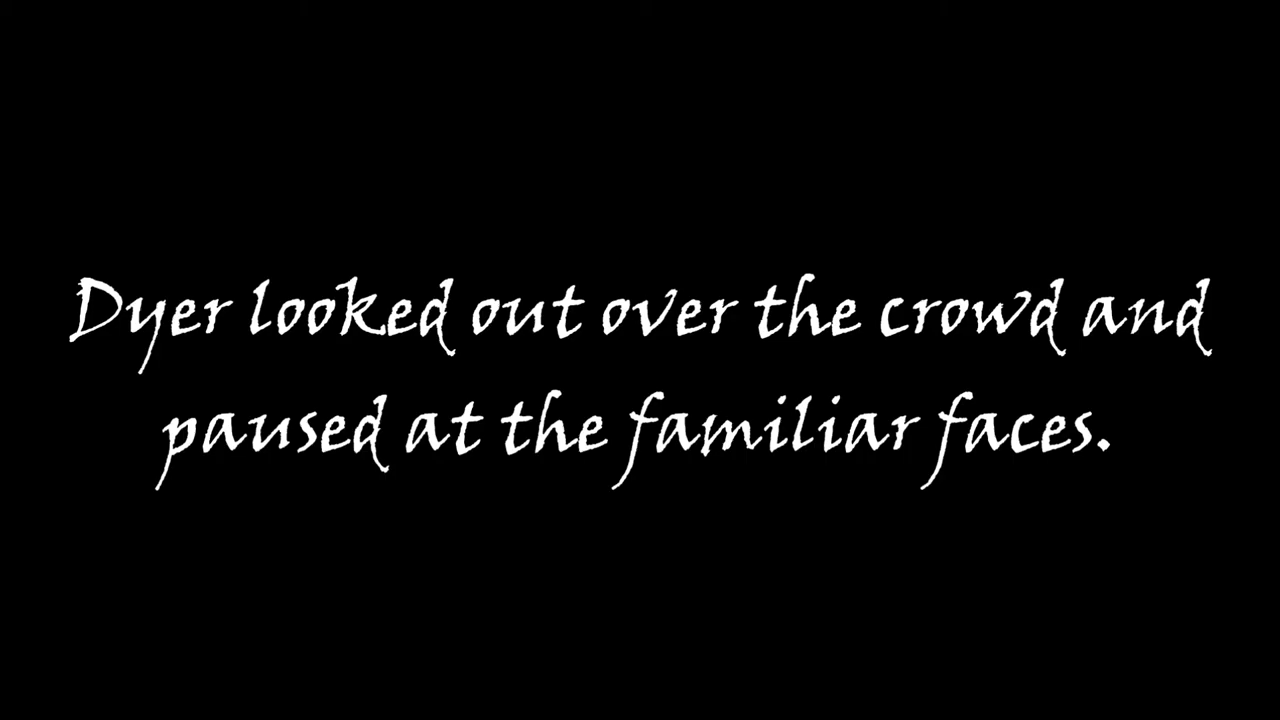 Dyer looked out over the crowd and
paused at the familiar faces.